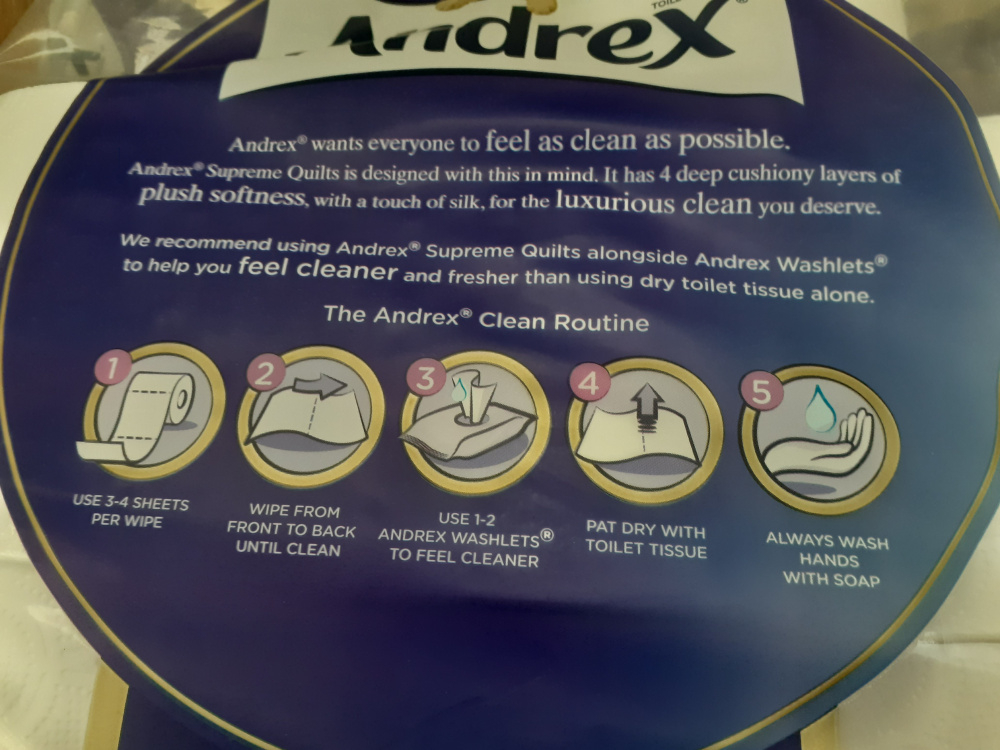 Andrex®
Andrex® wants everyone to feel as clean as possible.
Andrex® Supreme Quilts is designed with this in mind. It has 4 deep cushiony layers of
plush softness, with a touch of silk, for the luxurious clean you deserve.
We recommend using Andrex® Supreme Quilts alongside Andrex Washlets®
to help you feel cleaner and fresher than using dry toilet tissue alone.
The Andrex® Clean Routine
1
USE 3-4 SHEETS
PER WIPE
2
WIPE FROM
FRONT TO BACK
UNTIL CLEAN
3
USE 1-2
ANDREX WASHLETS®
TO FEEL CLEANER
4
PAT DRY WITH
TOILET TISSUE
5
ALWAYS WASH
HANDS
WITH SOAP